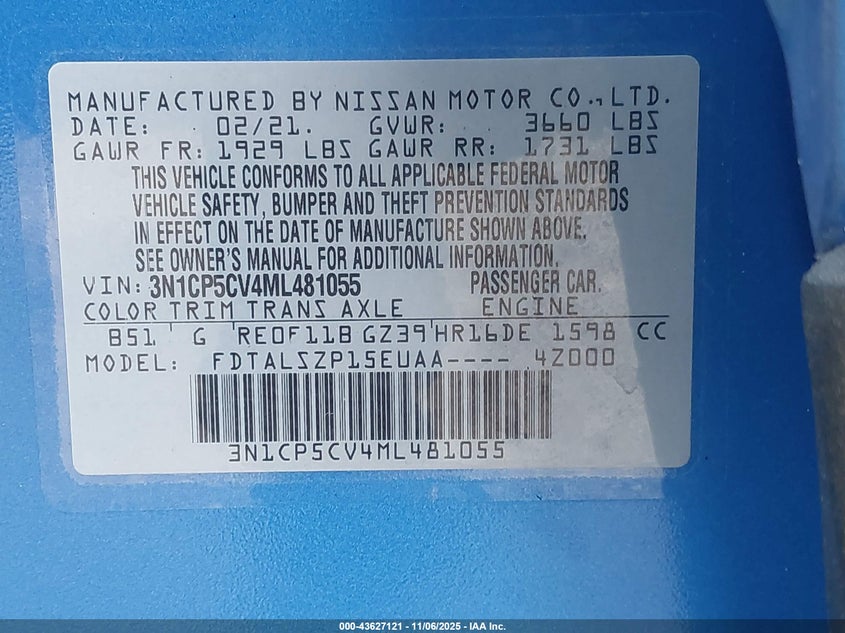 MANUFACTURED BY NISSAN MOTOR CO., LTD.
DATE: 02/21. GVWR: 3660 LBS
GAWR FR: 1929 LBS GAWR RR: 1731 LBS
THIS VEHICLE CONFORMS TO ALL APPLICABLE FEDERAL MOTOR
VEHICLE SAFETY, BUMPER AND THEFT PREVENTION STANDARDS
IN EFFECT ON THE DATE OF MANUFACTURE SHOWN ABOVE.
SEE OWNER'S MANUAL FOR ADDITIONAL INFORMATION.
VIN: 3N1CP5CV4ML481055 PASSENGER CAR.
COLOR TRIM TRANS AXLE ENGINE
B51 G RE0F11B GZ39 HR16DE 1598 CC
MODEL: FDTALSZP15EUAA---- 4Z000
3N1CP5CV4ML481055
000-43627121 - 11/06/2025 - IAA Inc.